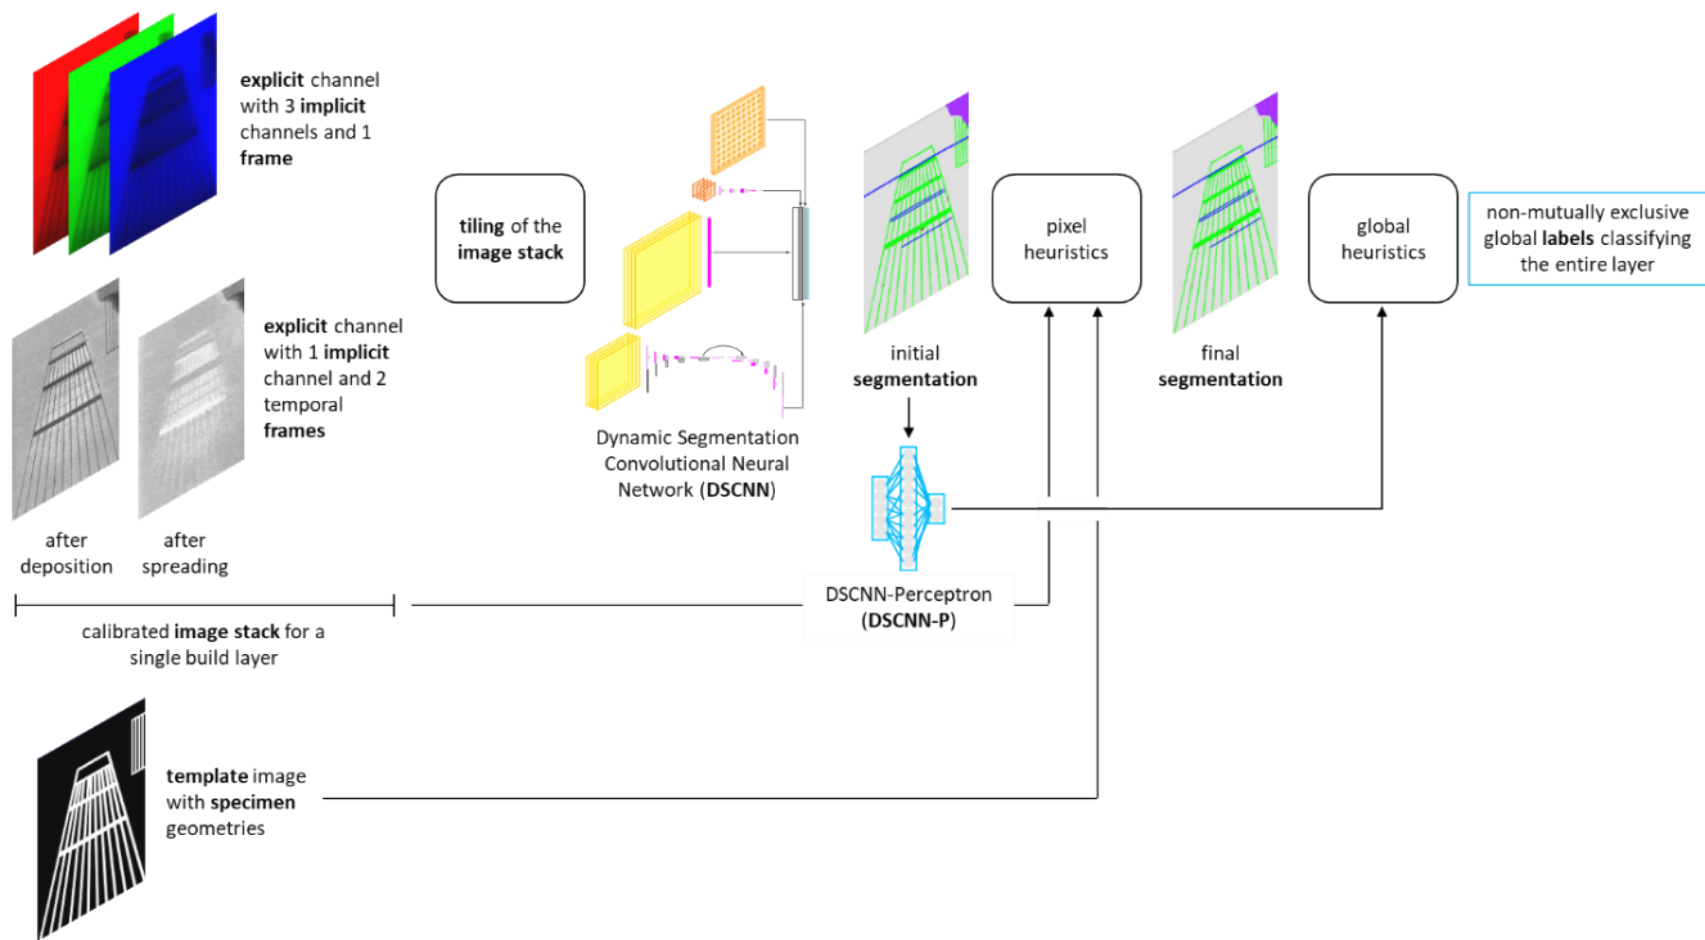 explicit channel
with 3 implicit
channels and 1
frame
explicit channel
with 1 implicit
channel and 2
temporal
frames
after
deposition
after
spreading
calibrated image stack for a
single build layer
template image
with specimen
geometries
tiling of the
image stack
Dynamic Segmentation
Convolutional Neural
Network (DSCNN)
initial
segmentation
DSCNN-Perceptron
(DSCNN-P)
pixel
heuristics
final
segmentation
global
heuristics
non-mutually exclusive
global labels classifying
the entire layer